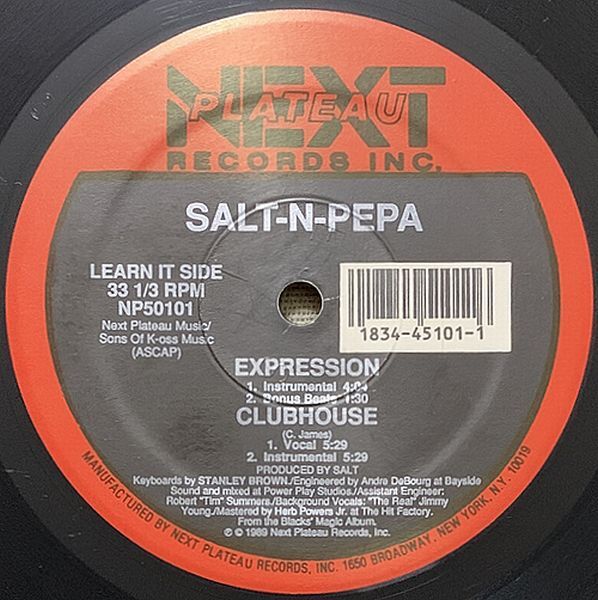 NEXT
PLATEAU
RECORDS INC.
SALT-N-PEPA
LEARN IT SIDE
33 1/3 RPM
NP50101
Next Plateau Music/
Sons Of K-oss Music
(ASCAP)
1834-45101-1
EXPRESSION
1. Instrumental 4:04
2. Bonus Beats 1:30
CLUBHOUSE
(C. James)
1. Vocal 5:29
2. Instrumental 5:29
PRODUCED BY SALT
Keyboards by STANLEY BROWN./Engineered by Andre DeBourg at Bayside
Sound and mixed at Power Play Studios./Assistant Engineer:
Robert "Tim" Summers/Background Vocals: "The Real" Jimmy
Young./Mastered by Herb Powers Jr. at The Hit Factory.
From the Blacks' Magic Album.
℗ © 1989 Next Plateau Records, Inc.
MANUFACTURED BY NEXT PLATEAU RECORDS, INC. 1650 BROADWAY, NEW YORK, N.Y. 10019